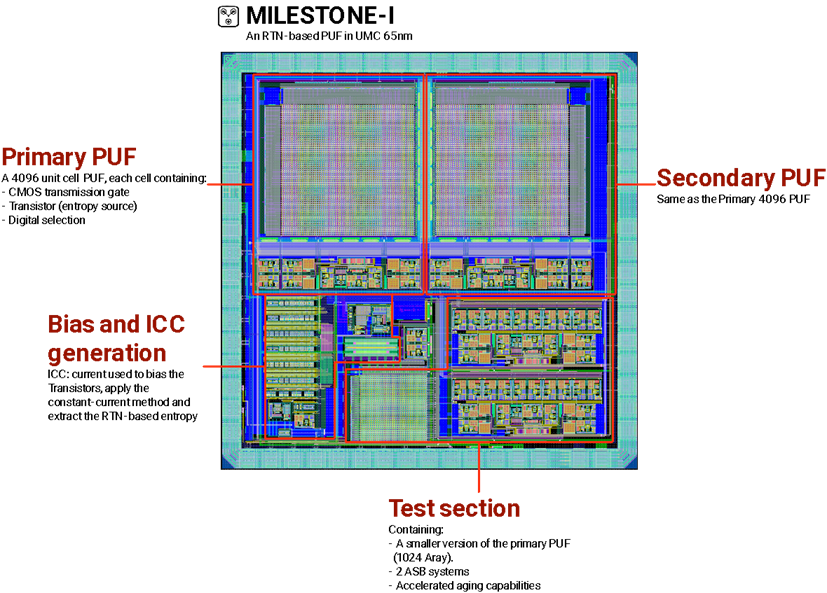 MILESTONE-I
An RTN-based PUF in UMC 65nm
Primary PUF
A 4096 unit cell PUF, each cell containing:
- CMOS transmission gate
- Transistor (entropy source)
- Digital selection
Secondary PUF
Same as the Primary 4096 PUF
Bias and ICC
generation
ICC: current used to bias the
Transistors, apply the
constant-current method and
extract the RTN-based entropy
Test section
Containing:
- A smaller version of the primary PUF
(1024 Aray).
- 2 ASB systems
- Accelerated aging capabilities